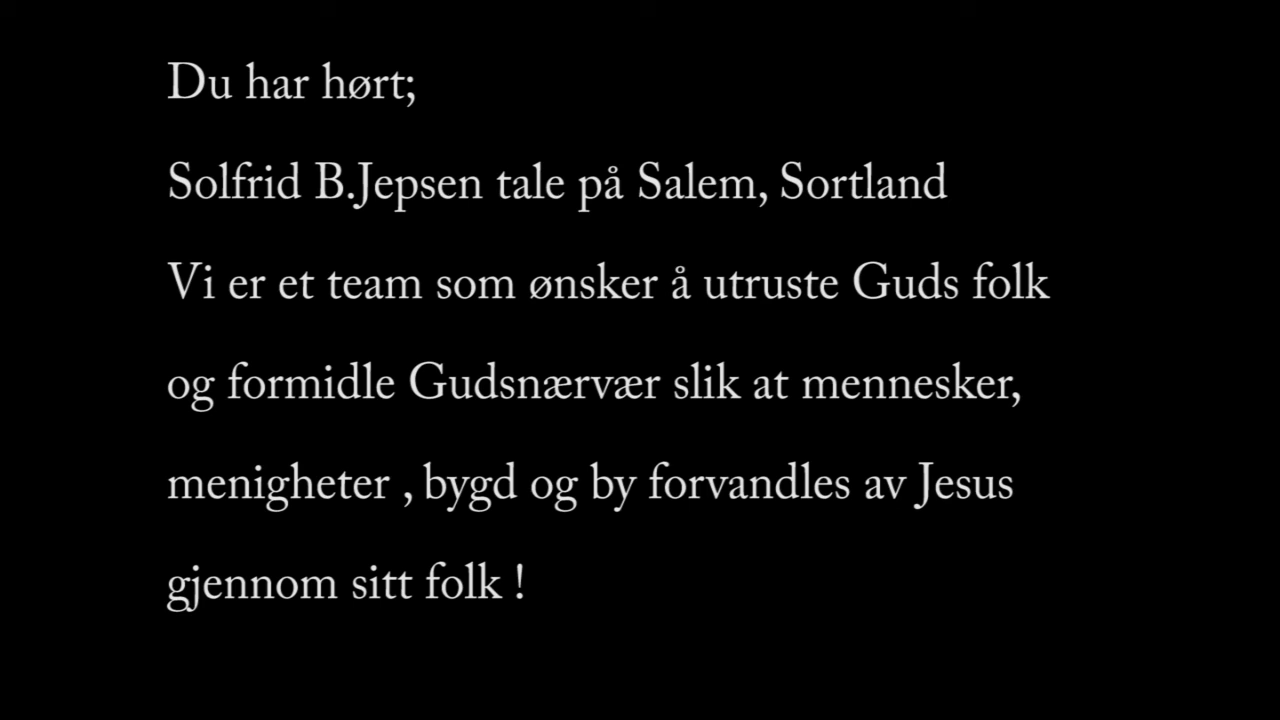 Du har hørt;
Solfrid B.Jepsen tale på Salem, Sortland
Vi er et team som ønsker å utruste Guds folk
og formidle Gudsnærvær slik at mennesker,
menigheter , bygd og by forvandles av Jesus
gjennom sitt folk !